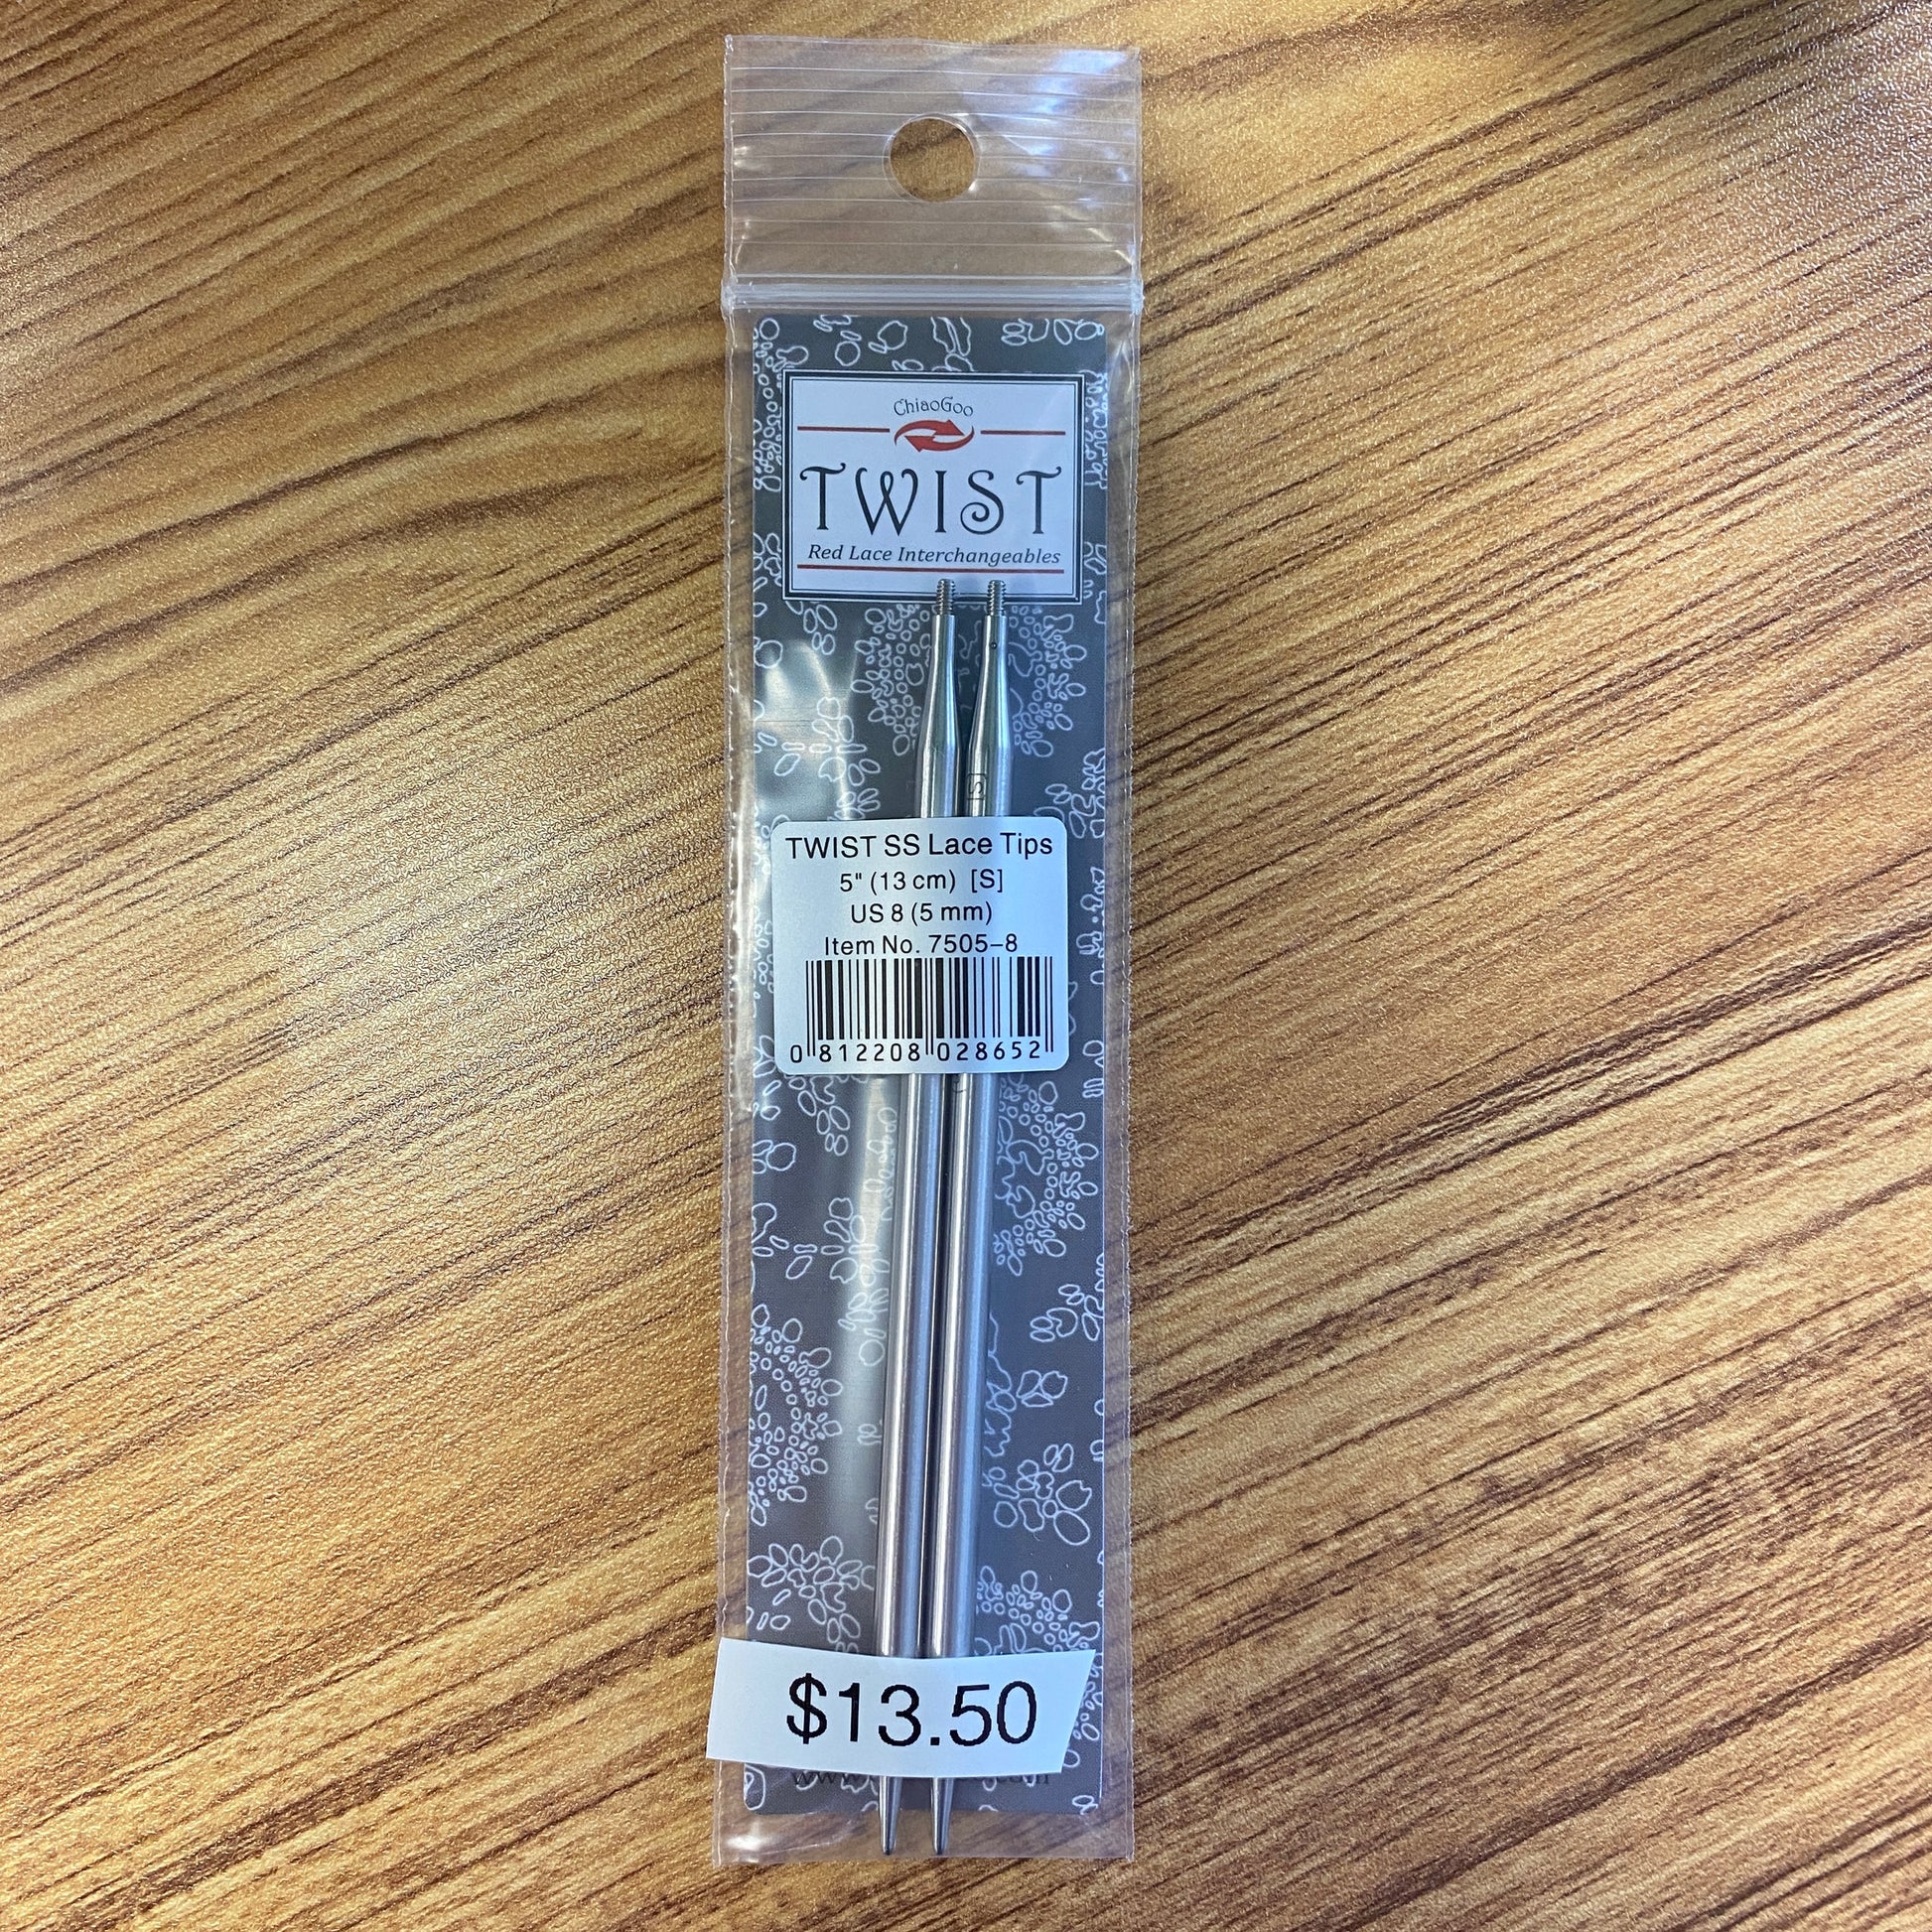 ChiaoGoo
TWIST
Red Lace Interchangeables
[S]
TWIST SS Lace Tips
5" (13 cm) [S]
US 8 (5 mm)
Item No. 7505-8
0 812208 028652
$13.50